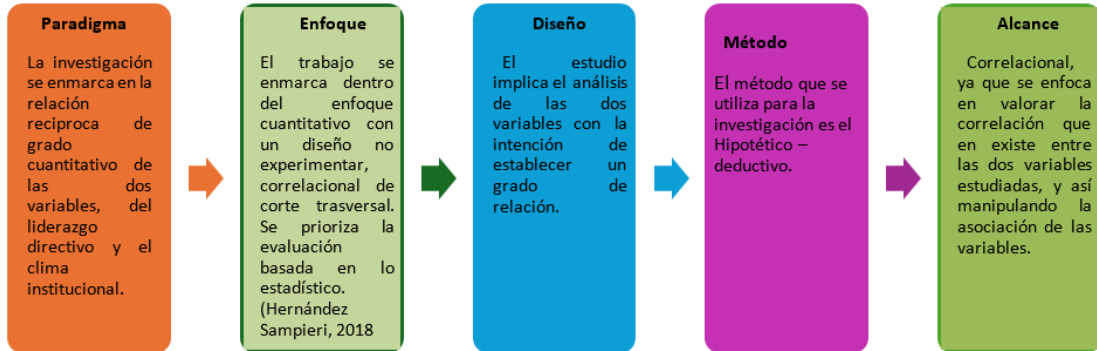 Paradigma
La investigación
se enmarca en la
relación
reciproca de
grado
cuantitativo de
las dos
variables, del
liderazgo
directivo y el
clima
institucional.
Enfoque
El trabajo se
enmarca dentro
del enfoque
cuantitativo con
un diseño no
experimentar,
correlacional de
corte trasversal.
Se prioriza la
evaluación
basada en lo
estadístico.
(Hernández
Sampieri, 2018
Diseño
El estudio
implica el análisis
de las dos
variables con la
intención de
establecer un
grado de
relación.
Método
El método que se
utiliza para la
investigación es el
Hipotético –
deductivo.
Alcance
Correlacional,
ya que se enfoca
en valorar la
correlación que
en existe entre
las dos variables
estudiadas, y así
manipulando la
asociación de las
variables.